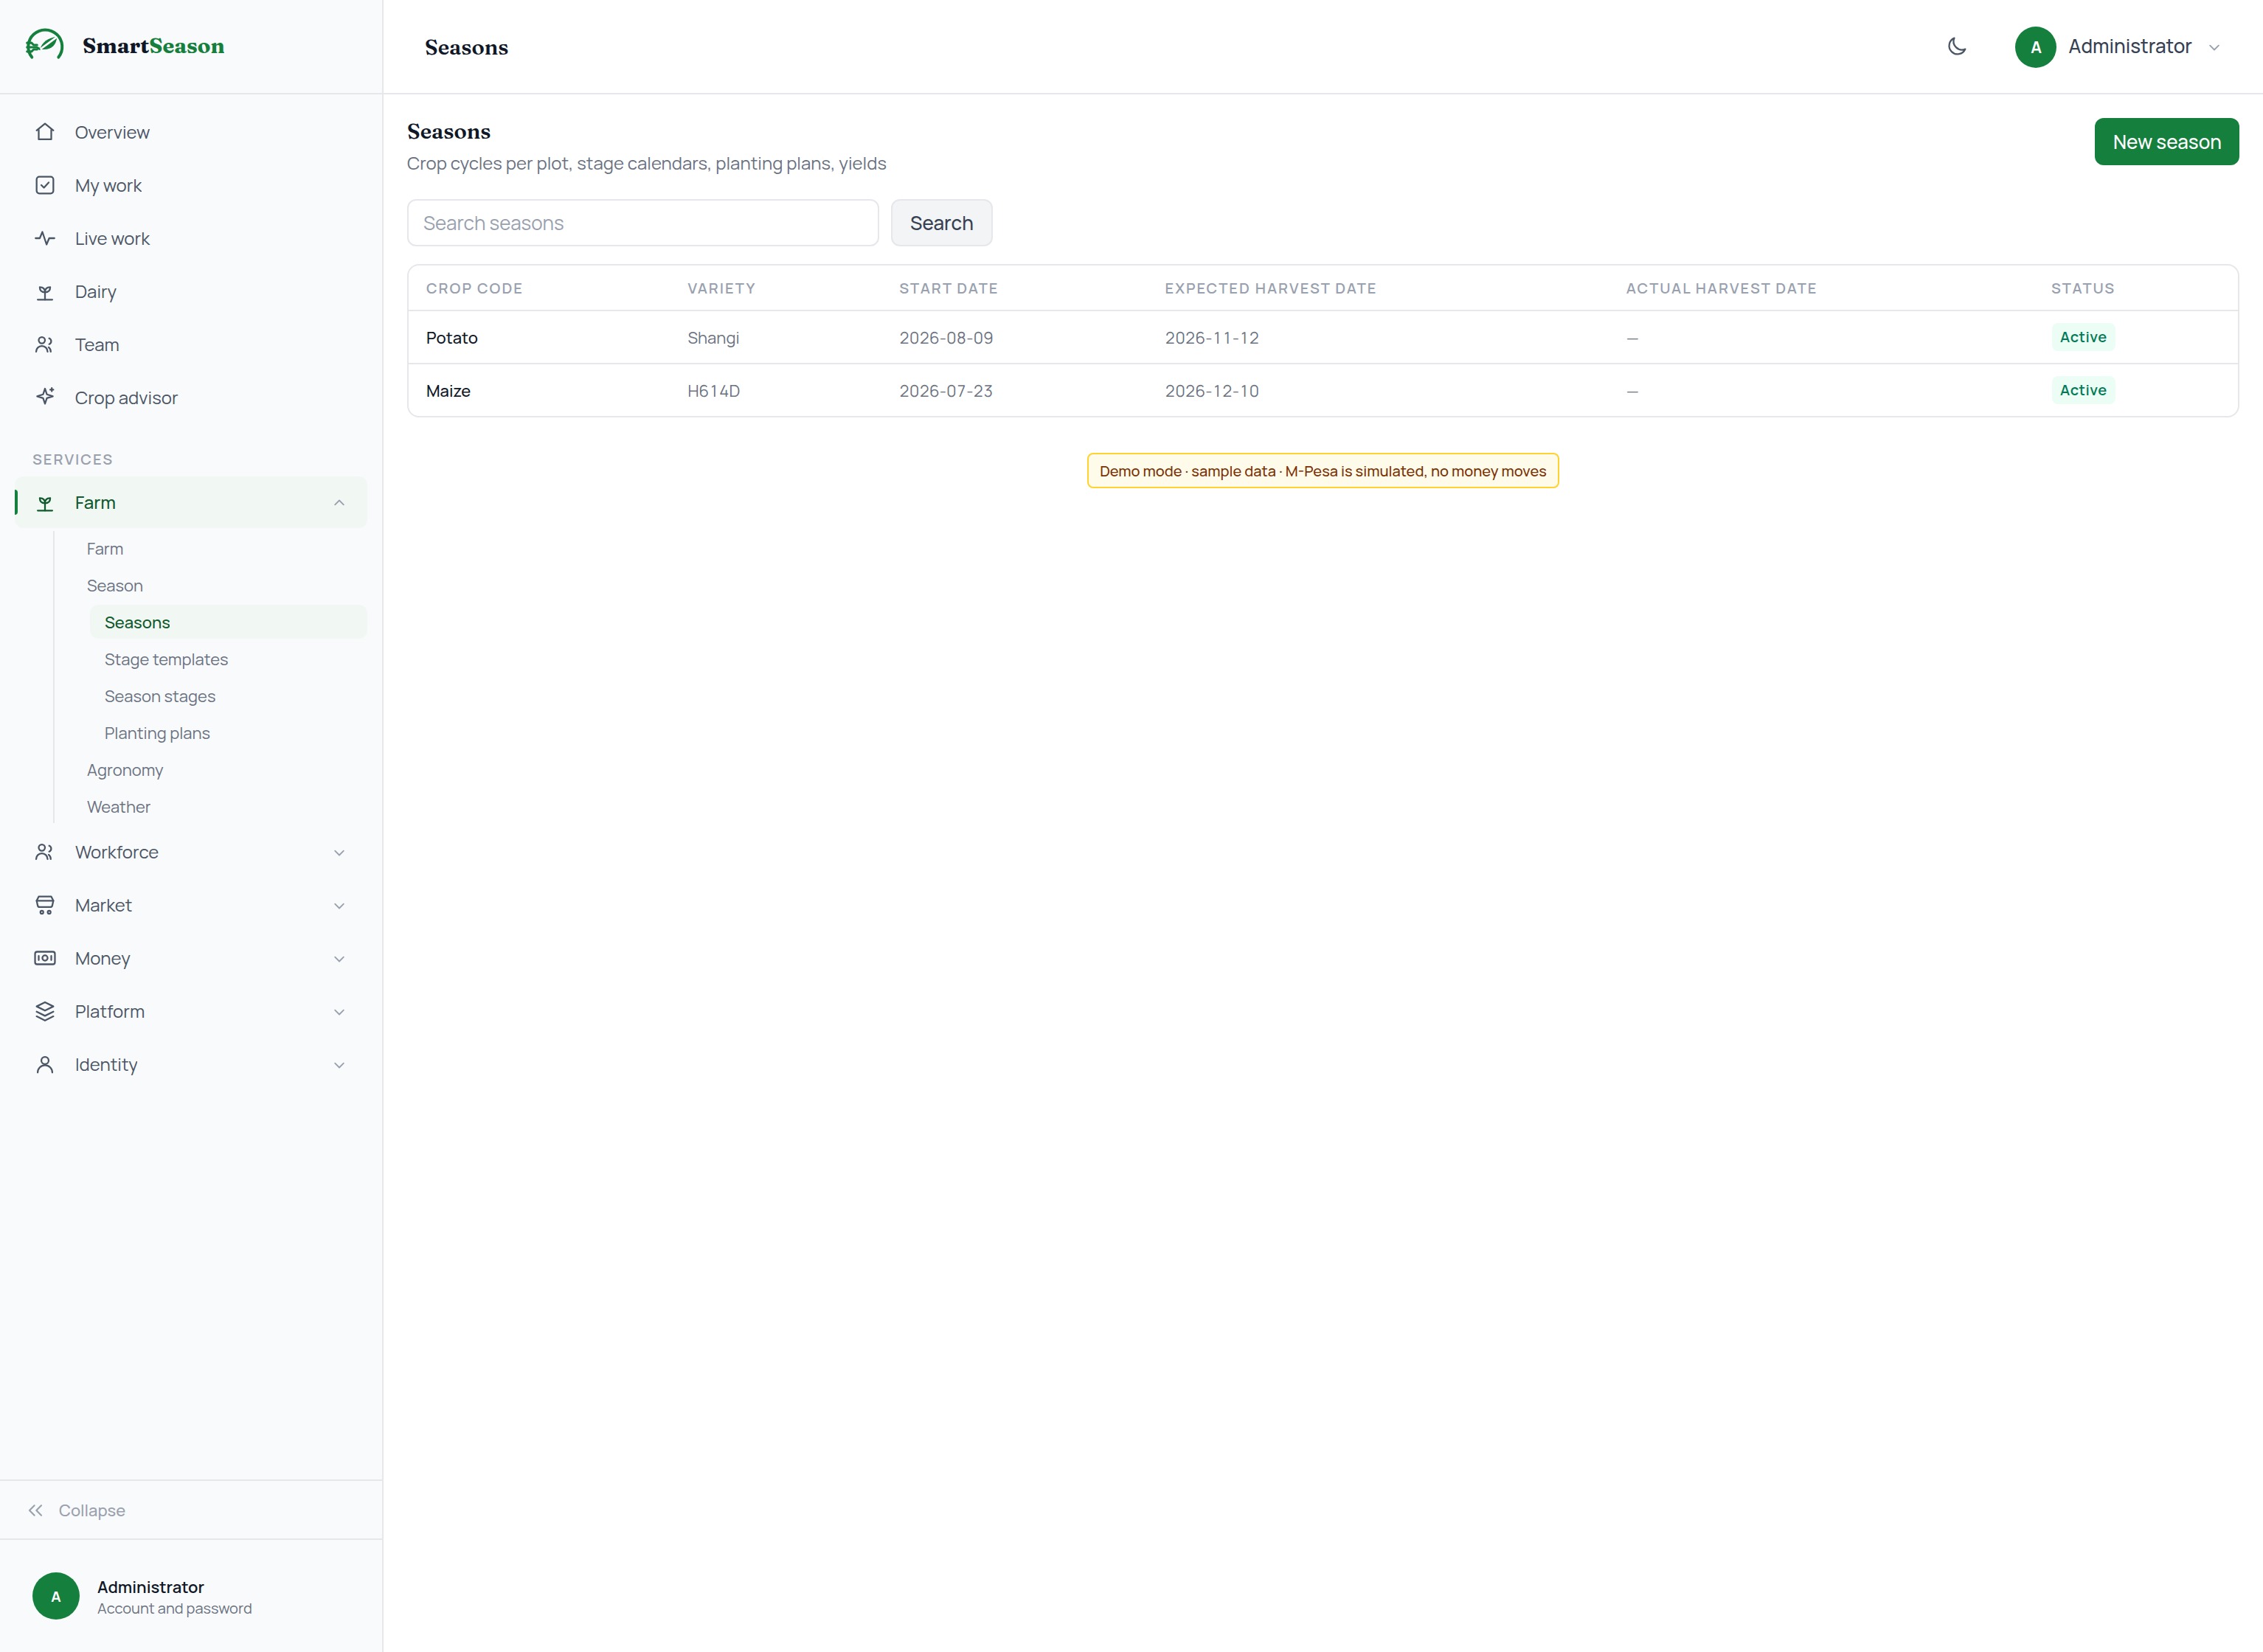 SmartSeason
Seasons
A Administrator
Overview
My work
Live work
Dairy
Team
Crop advisor
SERVICES
Farm
Farm
Season
Seasons
Stage templates
Season stages
Planting plans
Agronomy
Weather
Workforce
Market
Money
Platform
Identity
Collapse
A Administrator
Account and password
Seasons
Crop cycles per plot, stage calendars, planting plans, yields
New season
Search seasons Search
CROP CODE VARIETY START DATE EXPECTED HARVEST DATE ACTUAL HARVEST DATE STATUS
Potato Shangi 2026-08-09 2026-11-12 — Active
Maize H614D 2026-07-23 2026-12-10 — Active
Demo mode · sample data · M-Pesa is simulated, no money moves